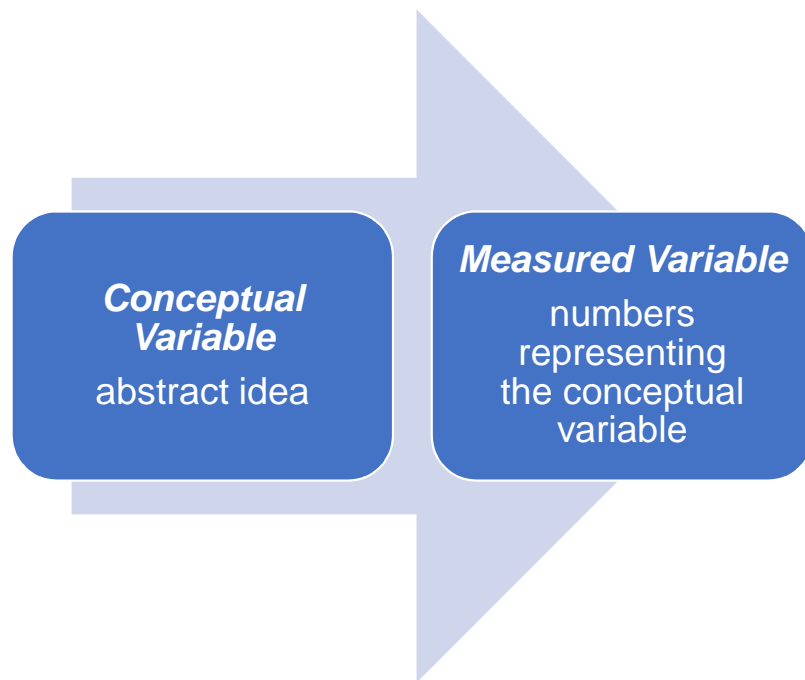 Conceptual
Variable
abstract idea
Measured Variable
numbers
representing
the conceptual
variable